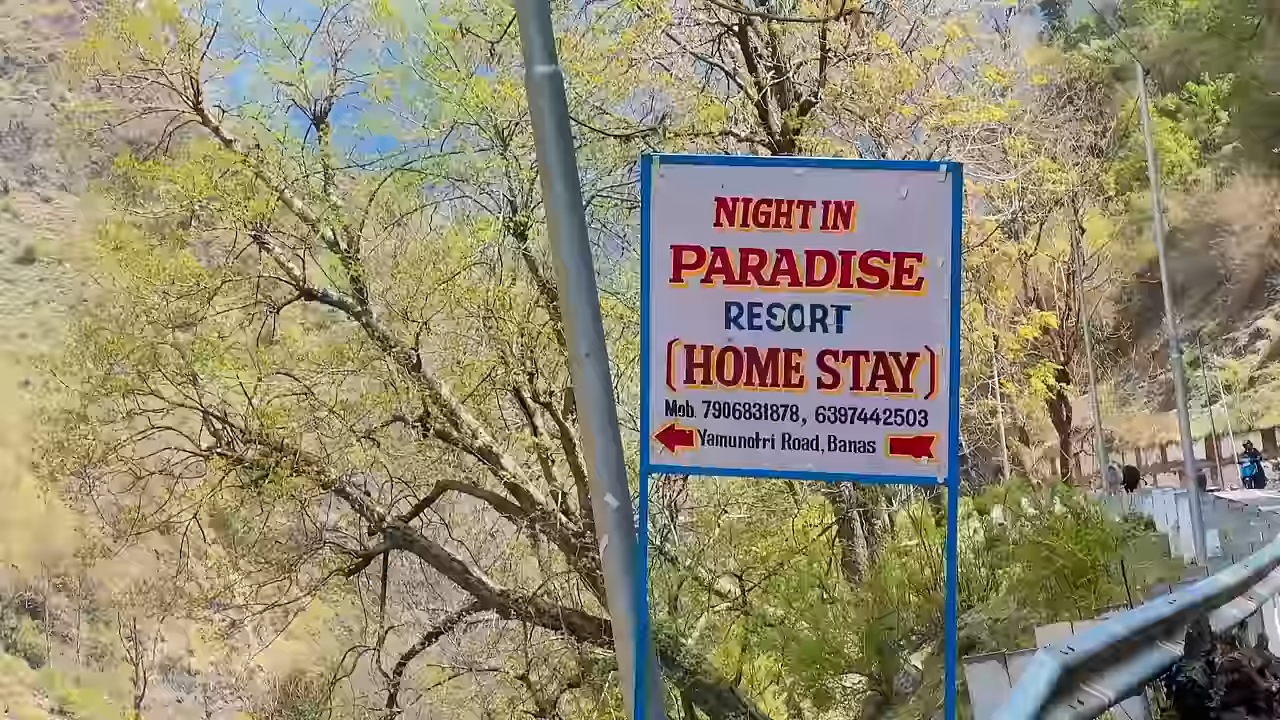 NIGHT IN
PARADISE
RESORT
(HOME STAY)
Mob. 7906831878, 6397442503
Yamunotri Road, Banas